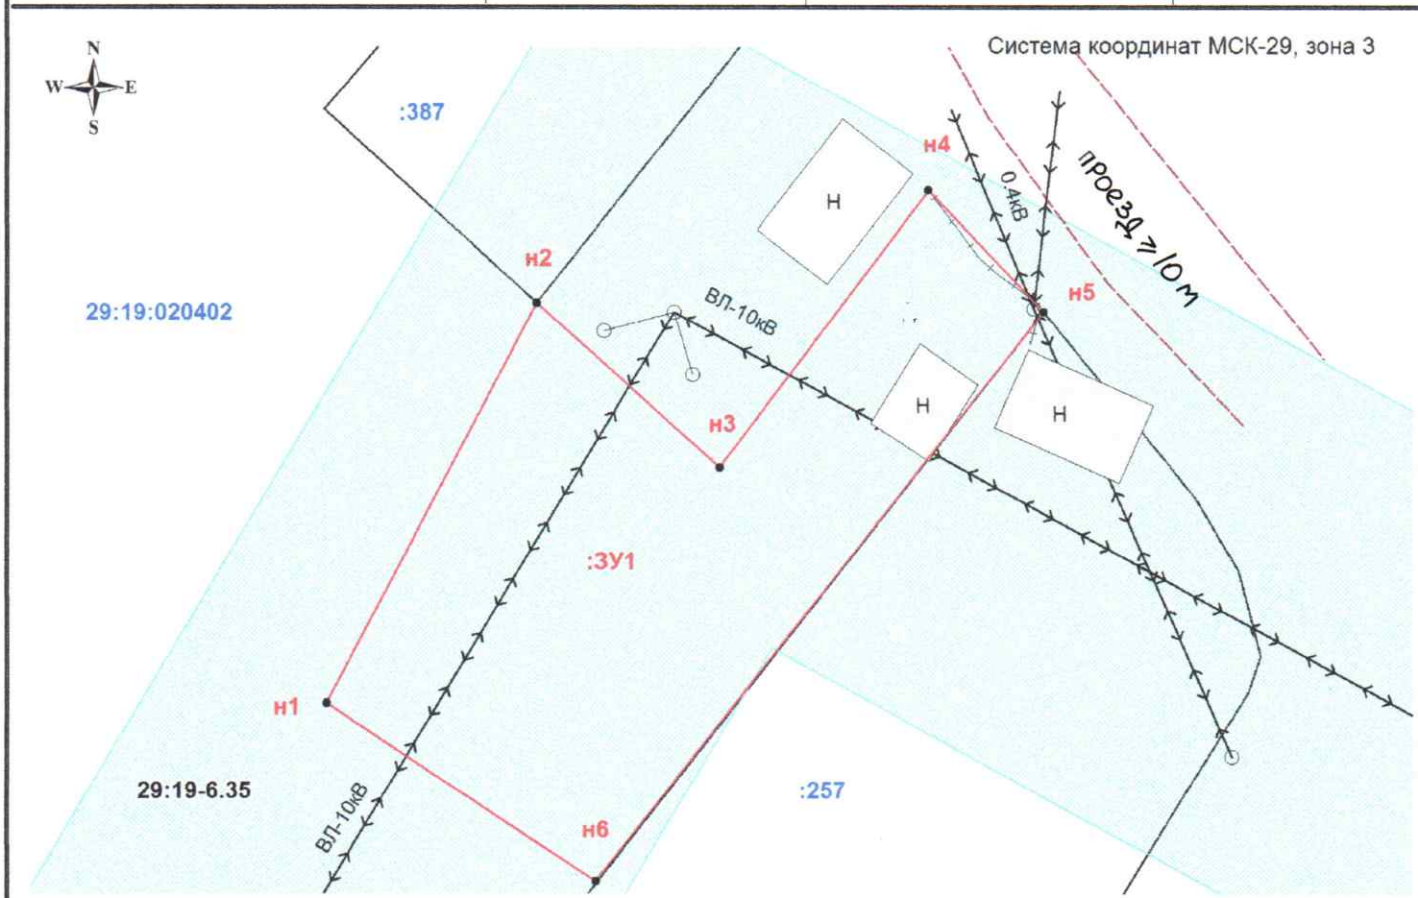 Система координат МСК-29, зона 3
N
W E
S
:387
н4
0.4кВ
проезд ≥10м
н2
29:19:020402
ВЛ-10кВ
н5
Н
Н
Н
н3
:ЗУ1
н1
29:19-6.35
ВЛ-10кВ
:257
н6